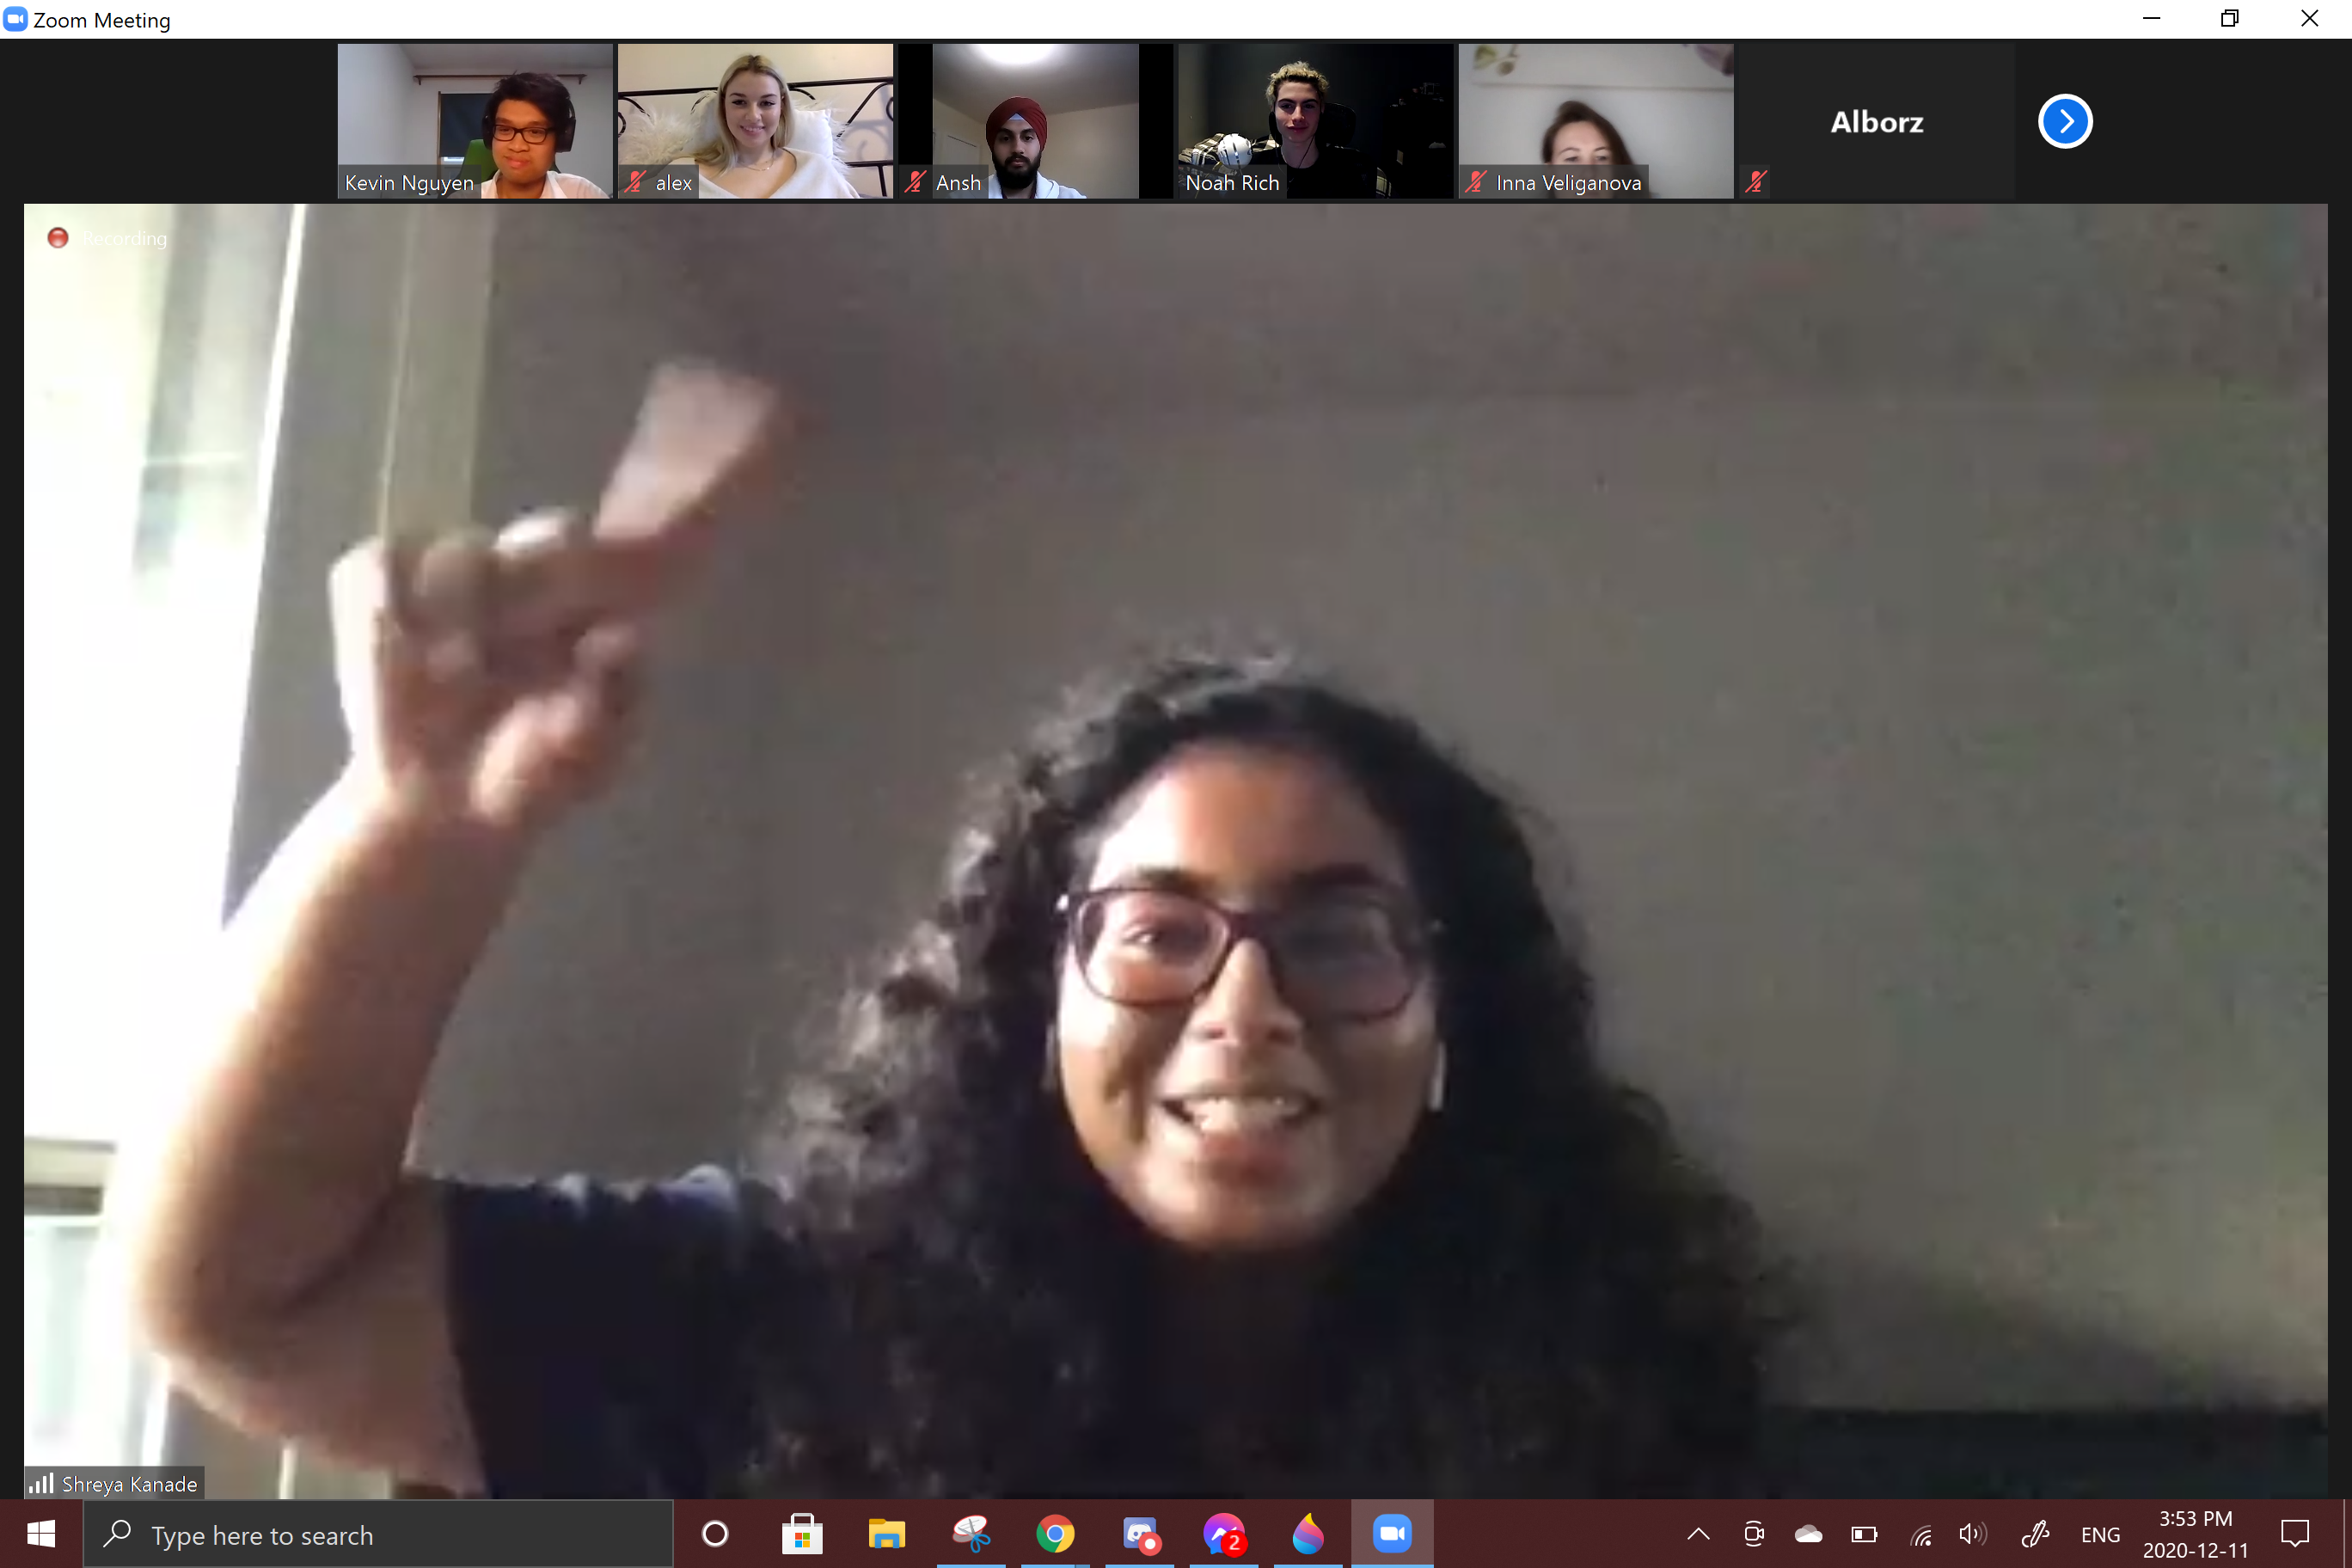 Zoom Meeting
Kevin Nguyen
alex
Ansh
Noah Rich
Inna Veliganova
Alborz
Recording
Shreya Kanade
Type here to search
2
ENG
3:53 PM
2020-12-11